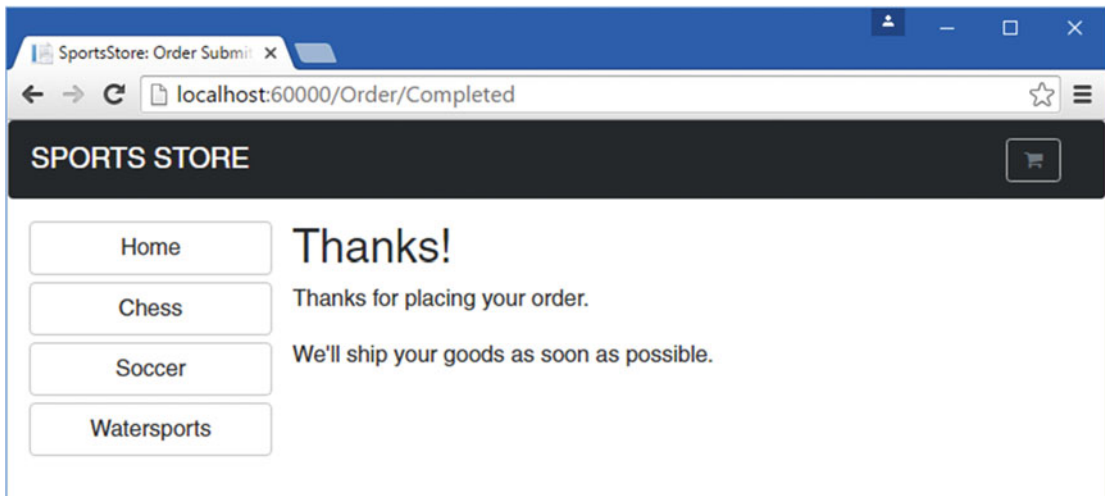 SportsStore: Order Submit
localhost:60000/Order/Completed
SPORTS STORE
Home
Chess
Soccer
Watersports
Thanks!
Thanks for placing your order.
We'll ship your goods as soon as possible.